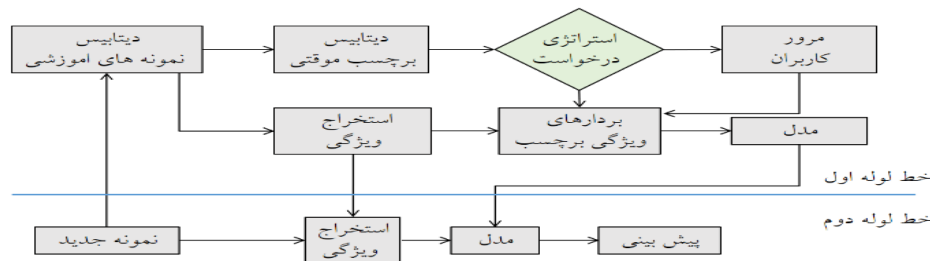 دیتابیس
نمونه های اموزشی
دیتابیس
برچسب موقتی
استراتژی
درخواست
مرور
کاربران
استخراج
ویژگی
بردارهای
ویژگی برچسب
مدل
خط لوله اول
خط لوله دوم
نمونه جدید
استخراج
ویژگی
مدل
پیش بینی